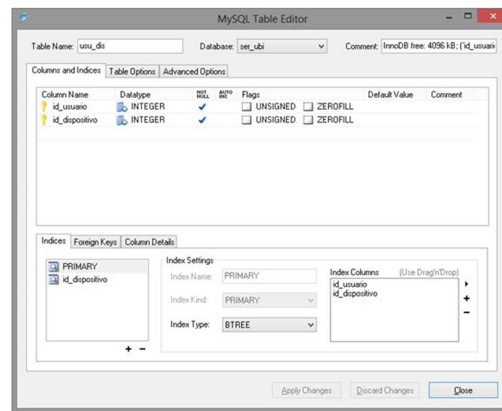 MySQL Table Editor
Table Name: usu_dis Database: ser_ubi Comment: InnoDB free: 4096 kB; (`id_usuari
Columns and Indices Table Options Advanced Options
Column Name Datatype NOT NULL AUTO INC Flags Default Value Comment
id_usuario INTEGER UNSIGNED ZEROFILL
id_dispositivo INTEGER UNSIGNED ZEROFILL
Indices Foreign Keys Column Details
PRIMARY
id_dispositivo
Index Settings
Index Name: PRIMARY
Index Kind: PRIMARY
Index Type: BTREE
Index Columns (Use Drag'n'Drop)
id_usuario
id_dispositivo
Apply Changes Discard Changes Close